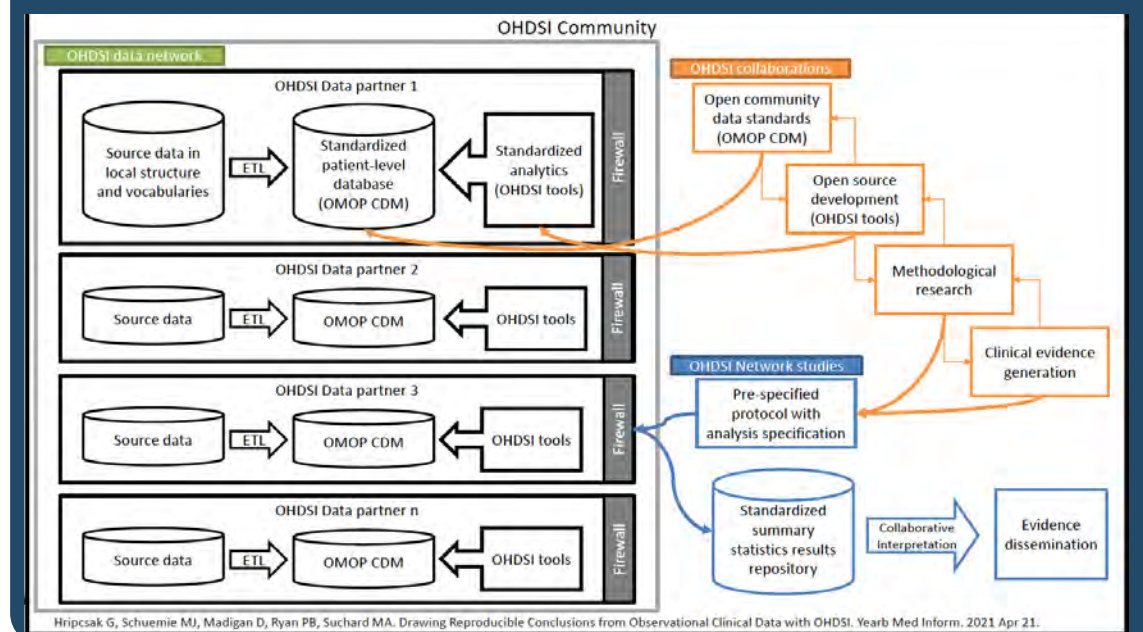 OHDSI Community
OHDSI data network
OHDSI Data partner 1
Source data in
local structure
and vocabularies
ETL
Standardized
patient-level
database
(OMOP CDM)
Standardized
analytics
(OHDSI tools)
Firewall
OHDSI Data partner 2
Source data
ETL
OMOP CDM
OHDSI tools
Firewall
OHDSI Data partner 3
Source data
ETL
OMOP CDM
OHDSI tools
Firewall
OHDSI Data partner n
Source data
ETL
OMOP CDM
OHDSI tools
Firewall
OHDSI collaborations
Open community
data standards
(OMOP CDM)
Open source
development
(OHDSI tools)
Methodological
research
Clinical evidence
generation
OHDSI Network studies
Pre-specified
protocol with
analysis specification
Standardized
summary
statistics results
repository
Collaborative
Interpretation
Evidence
dissemination
Hripcsak G, Schuemie MJ, Madigan D, Ryan PB, Suchard MA. Drawing Reproducible Conclusions from Observational Clinical Data with OHDSI. Yearb Med Inform. 2021 Apr 21.